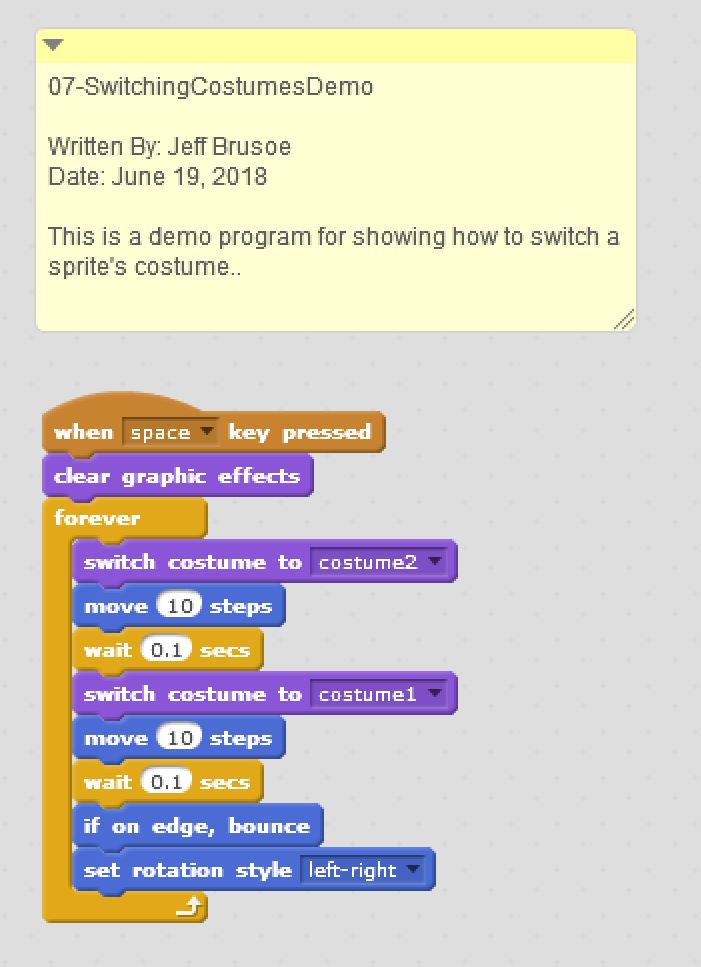 07-SwitchingCostumesDemo
Written By: Jeff Brusoe
Date: June 19, 2018
This is a demo program for showing how to switch a
sprite's costume..
when space key pressed
clear graphic effects
forever
switch costume to costume2
move 10 steps
wait 0.1 secs
switch costume to costume1
move 10 steps
wait 0.1 secs
if on edge, bounce
set rotation style left-right